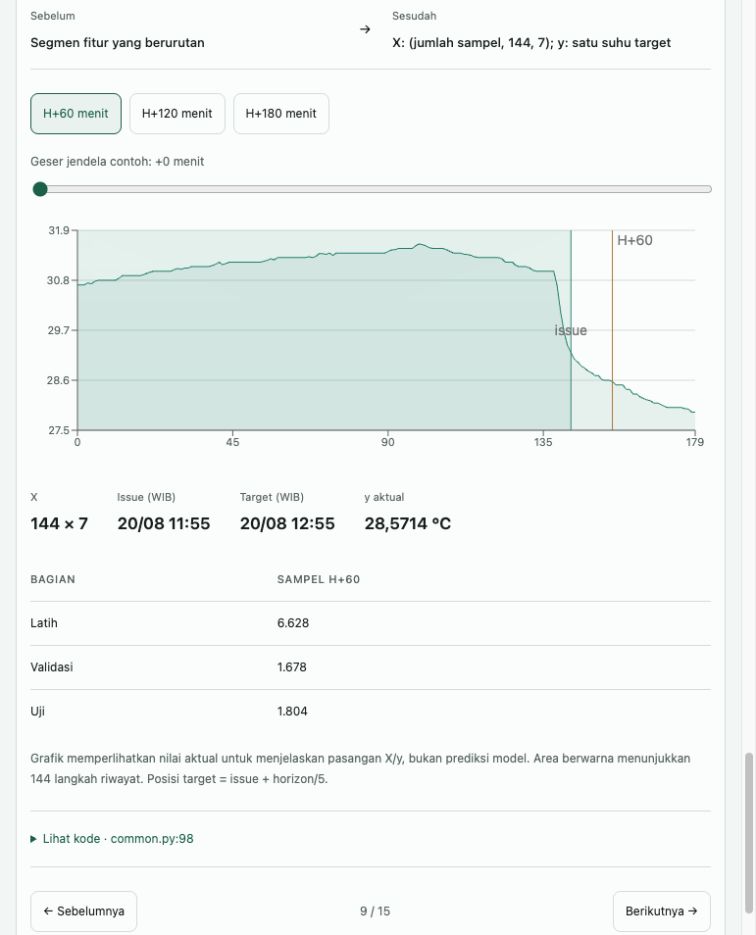 Sebelum
Segmen fitur yang berurutan
→
Sesudah
X: (jumlah sampel, 144, 7); y: satu suhu target
H+60 menit
H+120 menit
H+180 menit
Geser jendela contoh: +0 menit
31.9
30.8
29.7
28.6
27.5
H+60
issue
0
45
90
135
179
X
144 × 7
Issue (WIB)
20/08 11:55
Target (WIB)
20/08 12:55
y aktual
28,5714 °C
BAGIAN
SAMPEL H+60
Latih
6.628
Validasi
1.678
Uji
1.804
Grafik memperlihatkan nilai aktual untuk menjelaskan pasangan X/y, bukan prediksi model. Area berwarna menunjukkan
144 langkah riwayat. Posisi target = issue + horizon/5.
▶ Lihat kode · common.py:98
← Sebelumnya
9 / 15
Berikutnya →